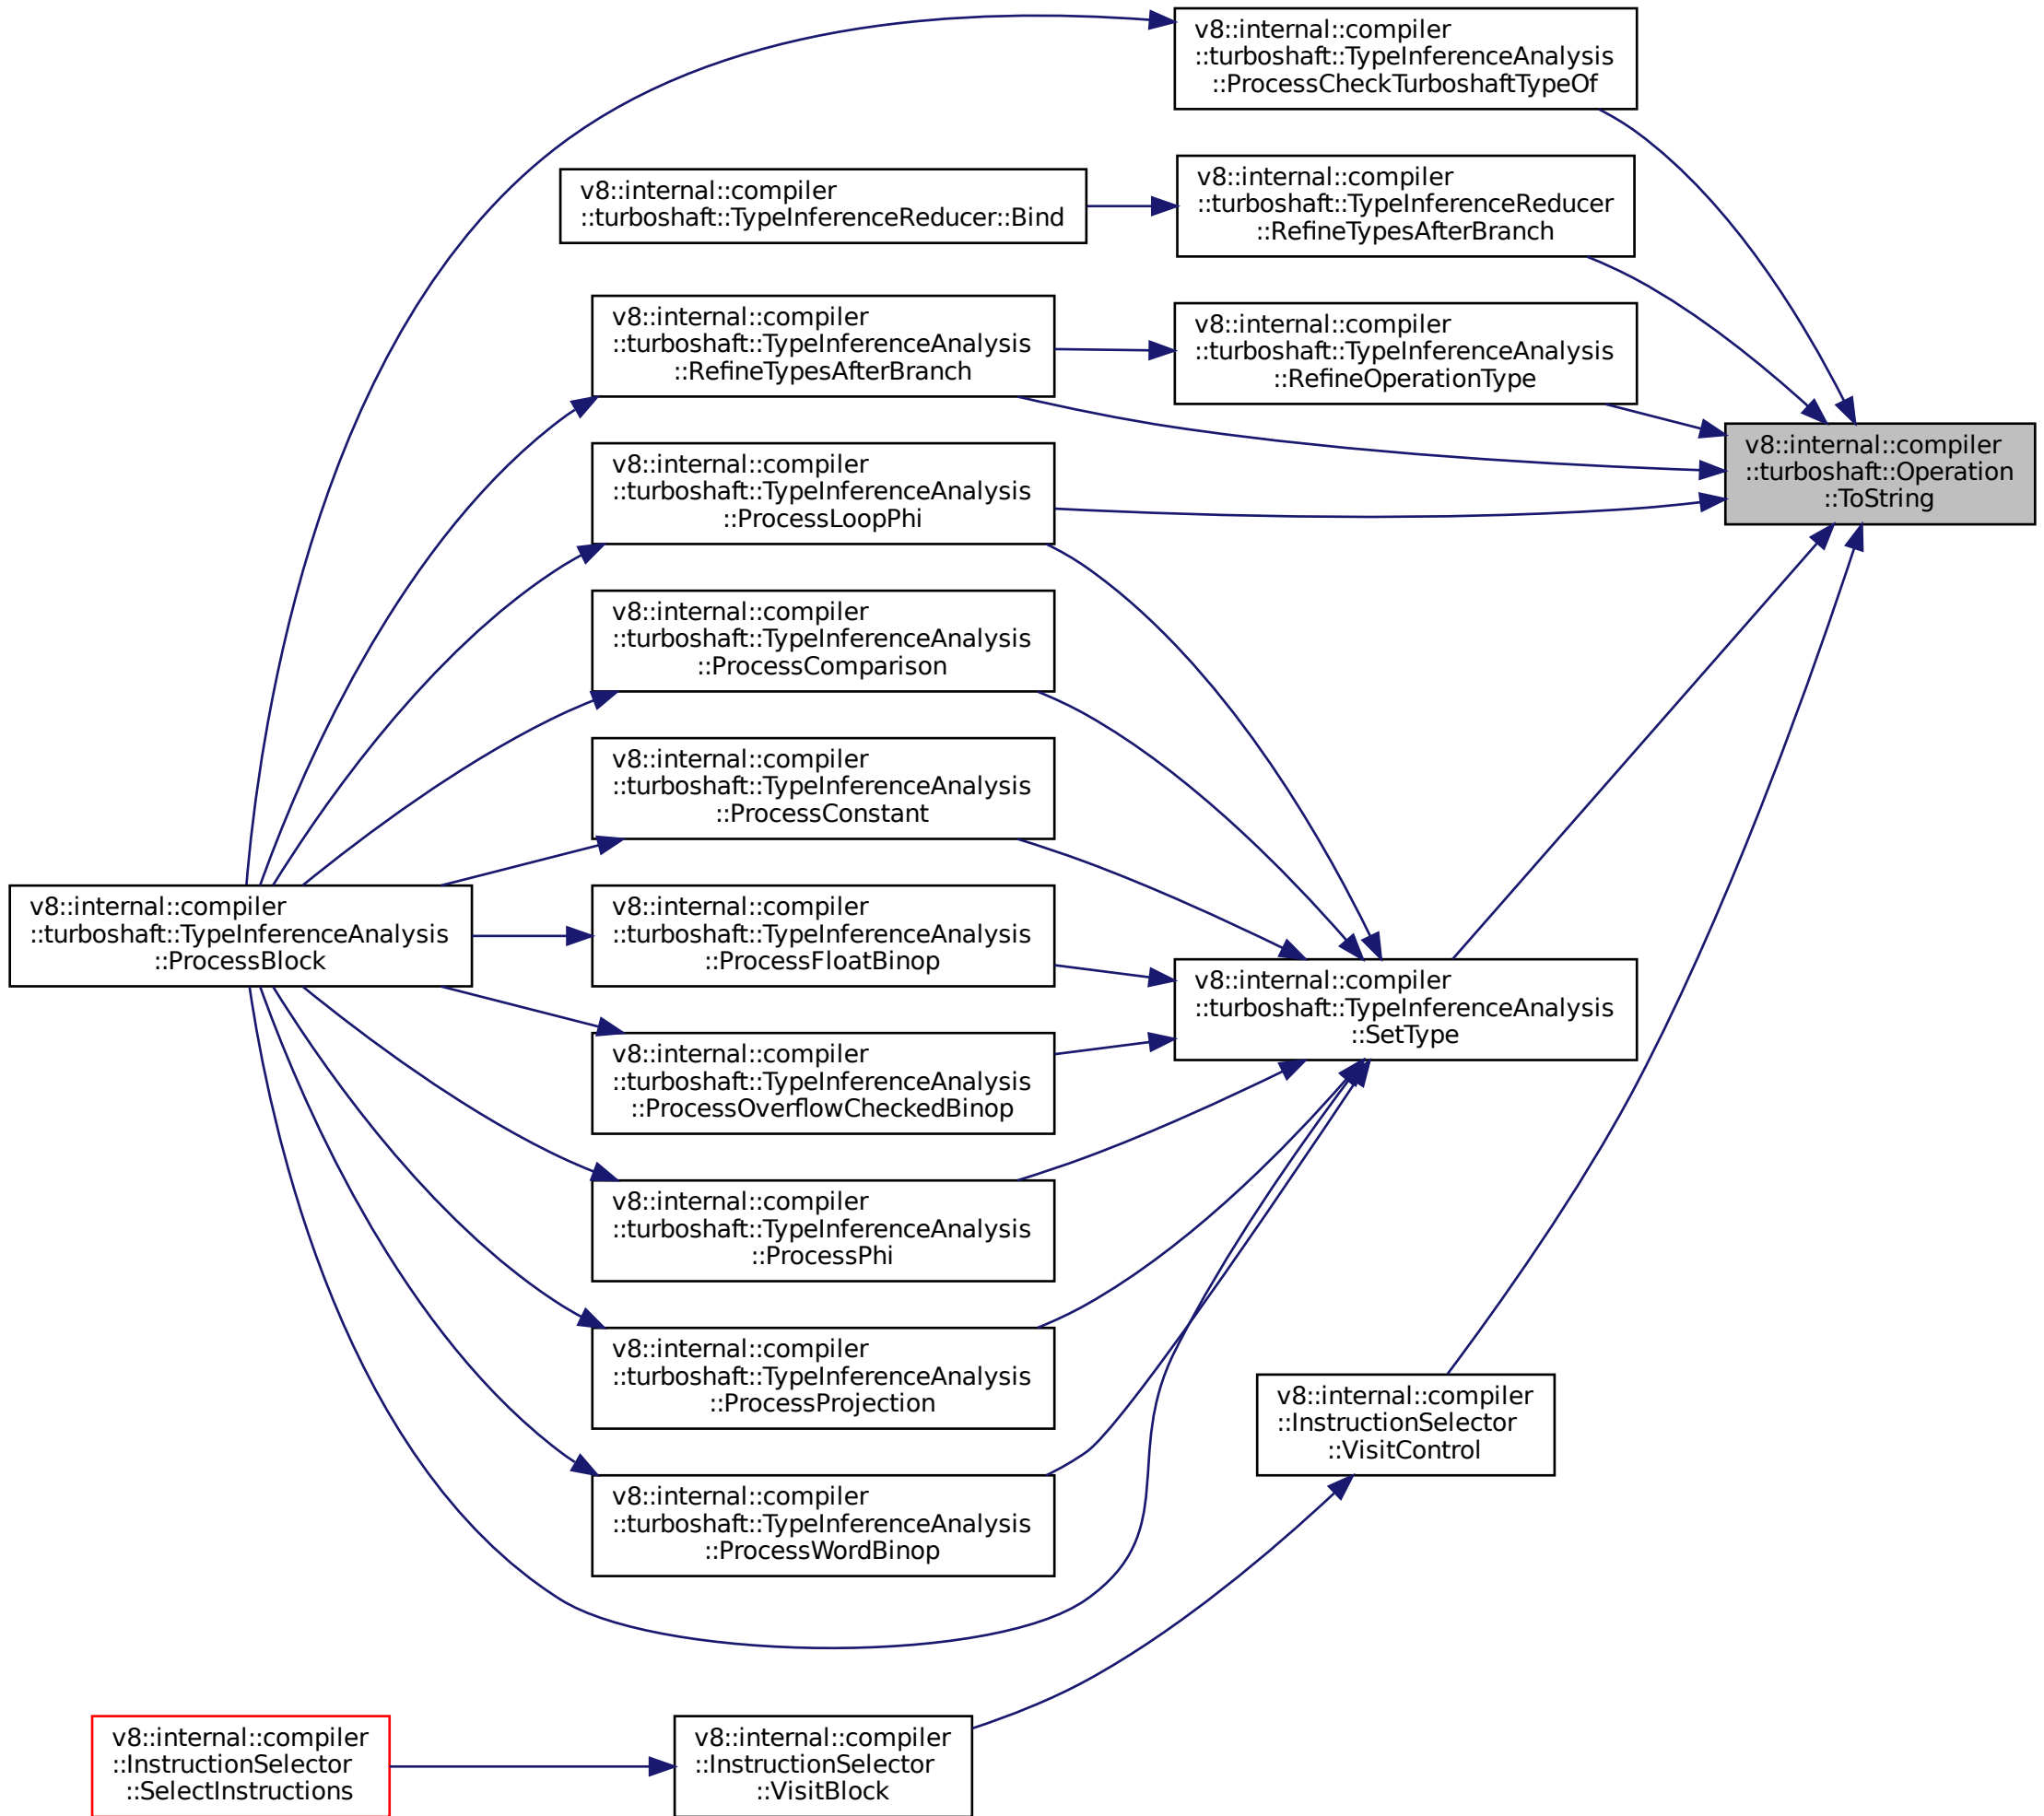 v8::internal::compiler
::turboshaft::TypeInferenceAnalysis
::ProcessCheckTurboshaftTypeOf
v8::internal::compiler
::turboshaft::TypeInferenceReducer::Bind
v8::internal::compiler
::turboshaft::TypeInferenceReducer
::RefineTypesAfterBranch
v8::internal::compiler
::turboshaft::TypeInferenceAnalysis
::RefineTypesAfterBranch
v8::internal::compiler
::turboshaft::TypeInferenceAnalysis
::RefineOperationType
v8::internal::compiler
::turboshaft::Operation
::ToString
v8::internal::compiler
::turboshaft::TypeInferenceAnalysis
::ProcessLoopPhi
v8::internal::compiler
::turboshaft::TypeInferenceAnalysis
::ProcessComparison
v8::internal::compiler
::turboshaft::TypeInferenceAnalysis
::ProcessConstant
v8::internal::compiler
::turboshaft::TypeInferenceAnalysis
::ProcessBlock
v8::internal::compiler
::turboshaft::TypeInferenceAnalysis
::ProcessFloatBinop
v8::internal::compiler
::turboshaft::TypeInferenceAnalysis
::SetType
v8::internal::compiler
::turboshaft::TypeInferenceAnalysis
::ProcessOverflowCheckedBinop
v8::internal::compiler
::turboshaft::TypeInferenceAnalysis
::ProcessPhi
v8::internal::compiler
::turboshaft::TypeInferenceAnalysis
::ProcessProjection
v8::internal::compiler
::InstructionSelector
::VisitControl
v8::internal::compiler
::turboshaft::TypeInferenceAnalysis
::ProcessWordBinop
v8::internal::compiler
::InstructionSelector
::SelectInstructions
v8::internal::compiler
::InstructionSelector
::VisitBlock